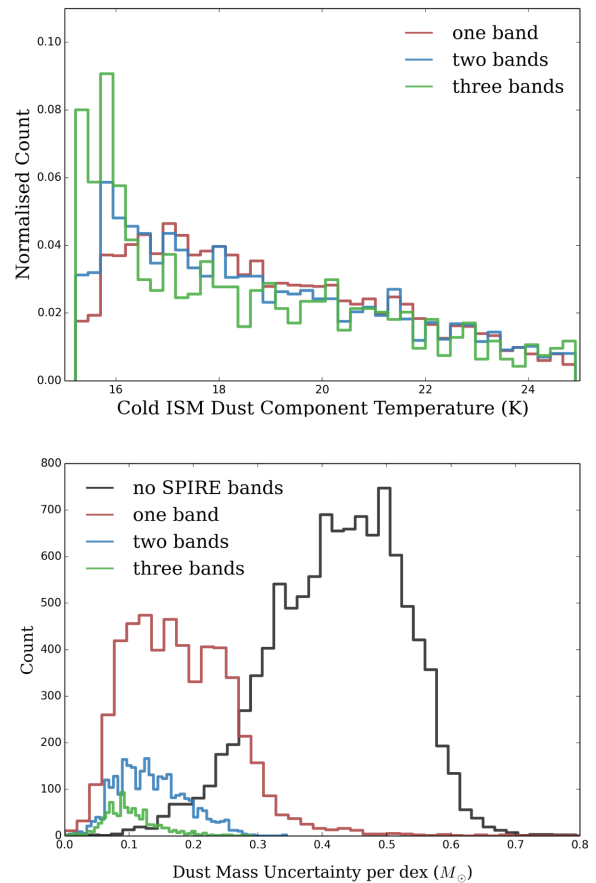 0.10
one band
two bands
three bands
0.08
0.06
0.04
0.02
0.00
Normalised Count
16 18 20 22 24
Cold ISM Dust Component Temperature (K)
800
no SPIRE bands
one band
two bands
three bands
700
600
500
400
300
200
100
0
Count
0.0 0.1 0.2 0.3 0.4 0.5 0.6 0.7 0.8
Dust Mass Uncertainty per dex (M☉)